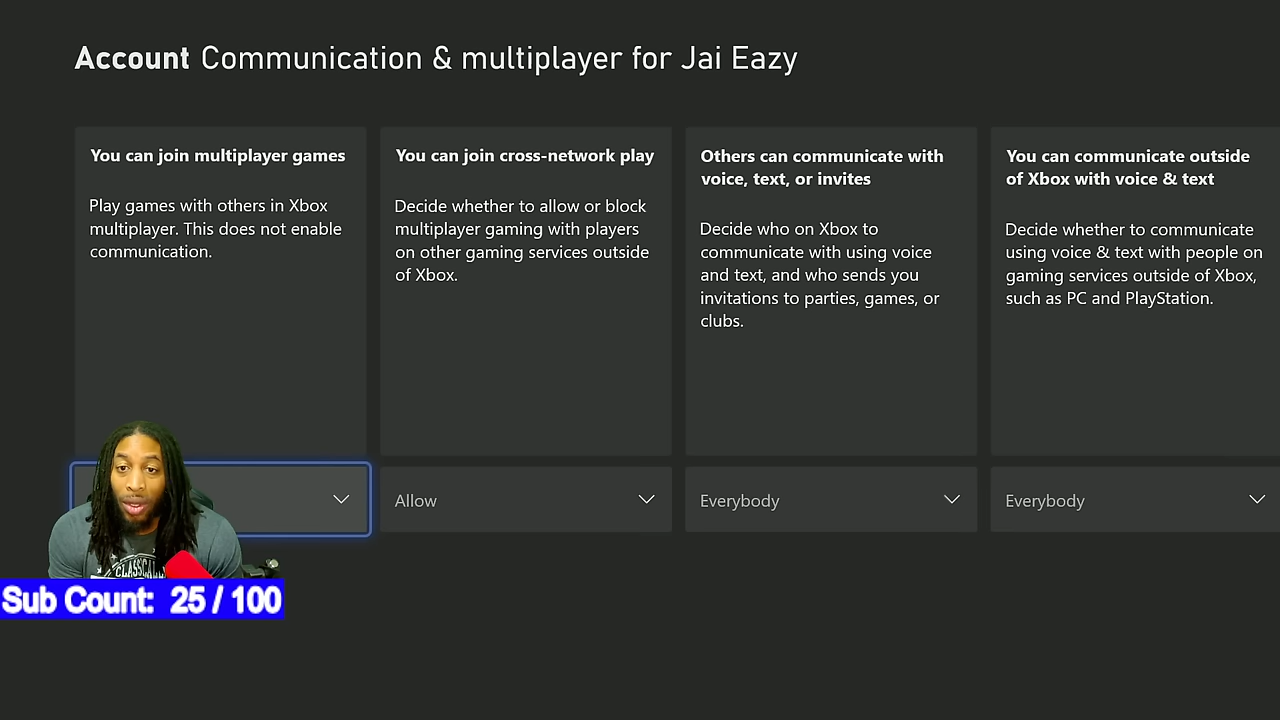 Account Communication & multiplayer for Jai Eazy
You can join multiplayer games
Play games with others in Xbox
multiplayer. This does not enable
communication.
You can join cross-network play
Decide whether to allow or block
multiplayer gaming with players
on other gaming services outside
of Xbox.
Allow
Others can communicate with
voice, text, or invites
Decide who on Xbox to
communicate with using voice
and text, and who sends you
invitations to parties, games, or
clubs.
Everybody
You can communicate outside
of Xbox with voice & text
Decide whether to communicate
using voice & text with people on
gaming services outside of Xbox,
such as PC and PlayStation.
Everybody
Sub Count: 25 / 100